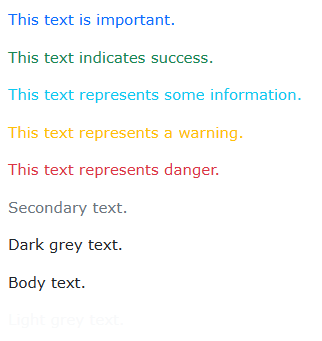 This text is important.
This text indicates success.
This text represents some information.
This text represents a warning.
This text represents danger.
Secondary text.
Dark grey text.
Body text.
Light grey text.